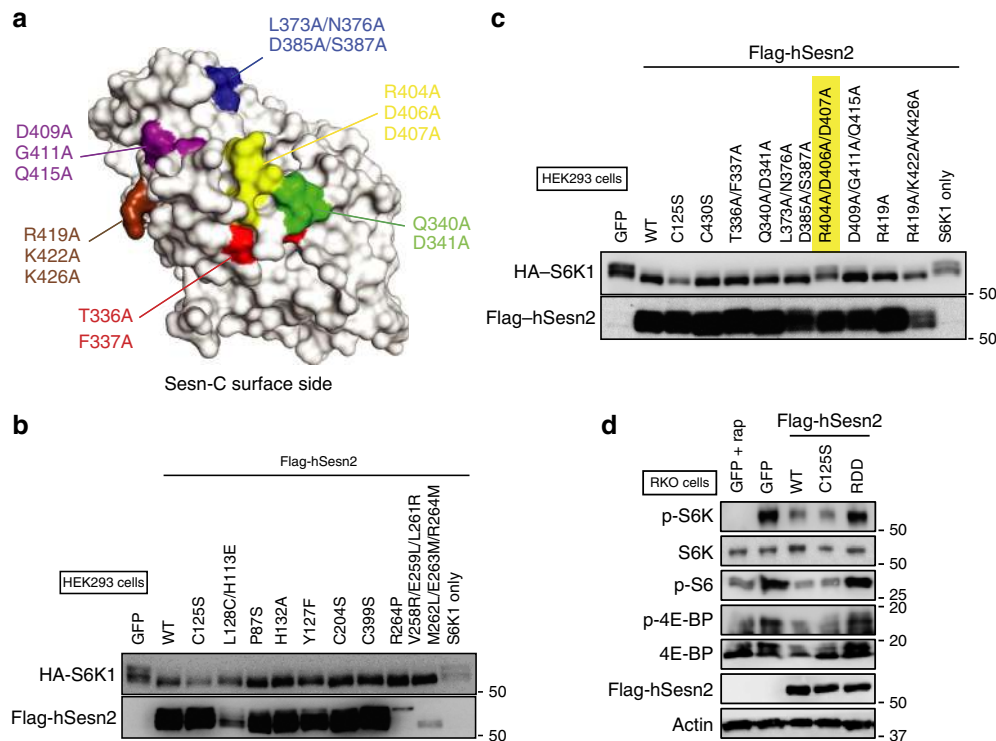 a
L373A/N376A
D385A/S387A
R404A
D406A
D407A
D409A
G411A
Q415A
Q340A
D341A
R419A
K422A
K426A
T336A
F337A
Sesn-C surface side
b
Flag-hSesn2
HEK293 cells
GFP
WT
C125S
L128C/H113E
P87S
H132A
Y127F
C204S
C399S
R264P
V258R/E259L/L261R
M262L/E263M/R264M
S6K1 only
HA-S6K1
50
Flag-hSesn2
50
c
Flag-hSesn2
HEK293 cells
GFP
WT
C125S
C430S
T336A/F337A
Q340A/D341A
L373A/N376A
D385A/S387A
R404A/D406A/D407A
D409A/G411A/Q415A
R419A
R419A/K422A/K426A
S6K1 only
HA–S6K1
50
Flag–hSesn2
50
d
Flag-hSesn2
RKO cells
GFP + rap
GFP
WT
C125S
RDD
p-S6K
50
S6K
50
p-S6
25
p-4E-BP
20
4E-BP
20
Flag-hSesn2
50
Actin
37